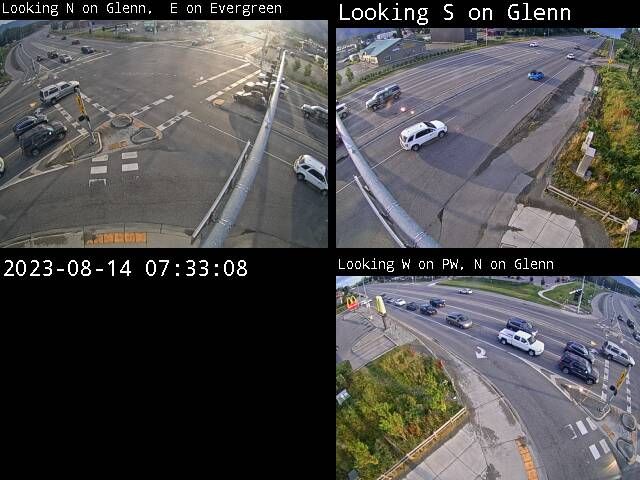 Looking N on Glenn,  E on Evergreen
Looking S on Glenn
2023-08-14 07:33:08
Looking W on PW, N on Glenn